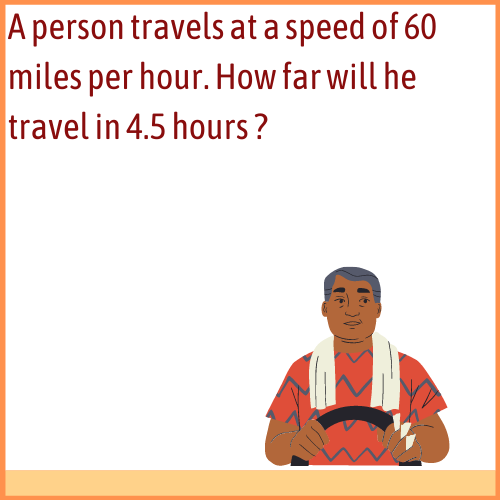 A person travels at a speed of 60
miles per hour. How far will he
travel in 4.5 hours ?